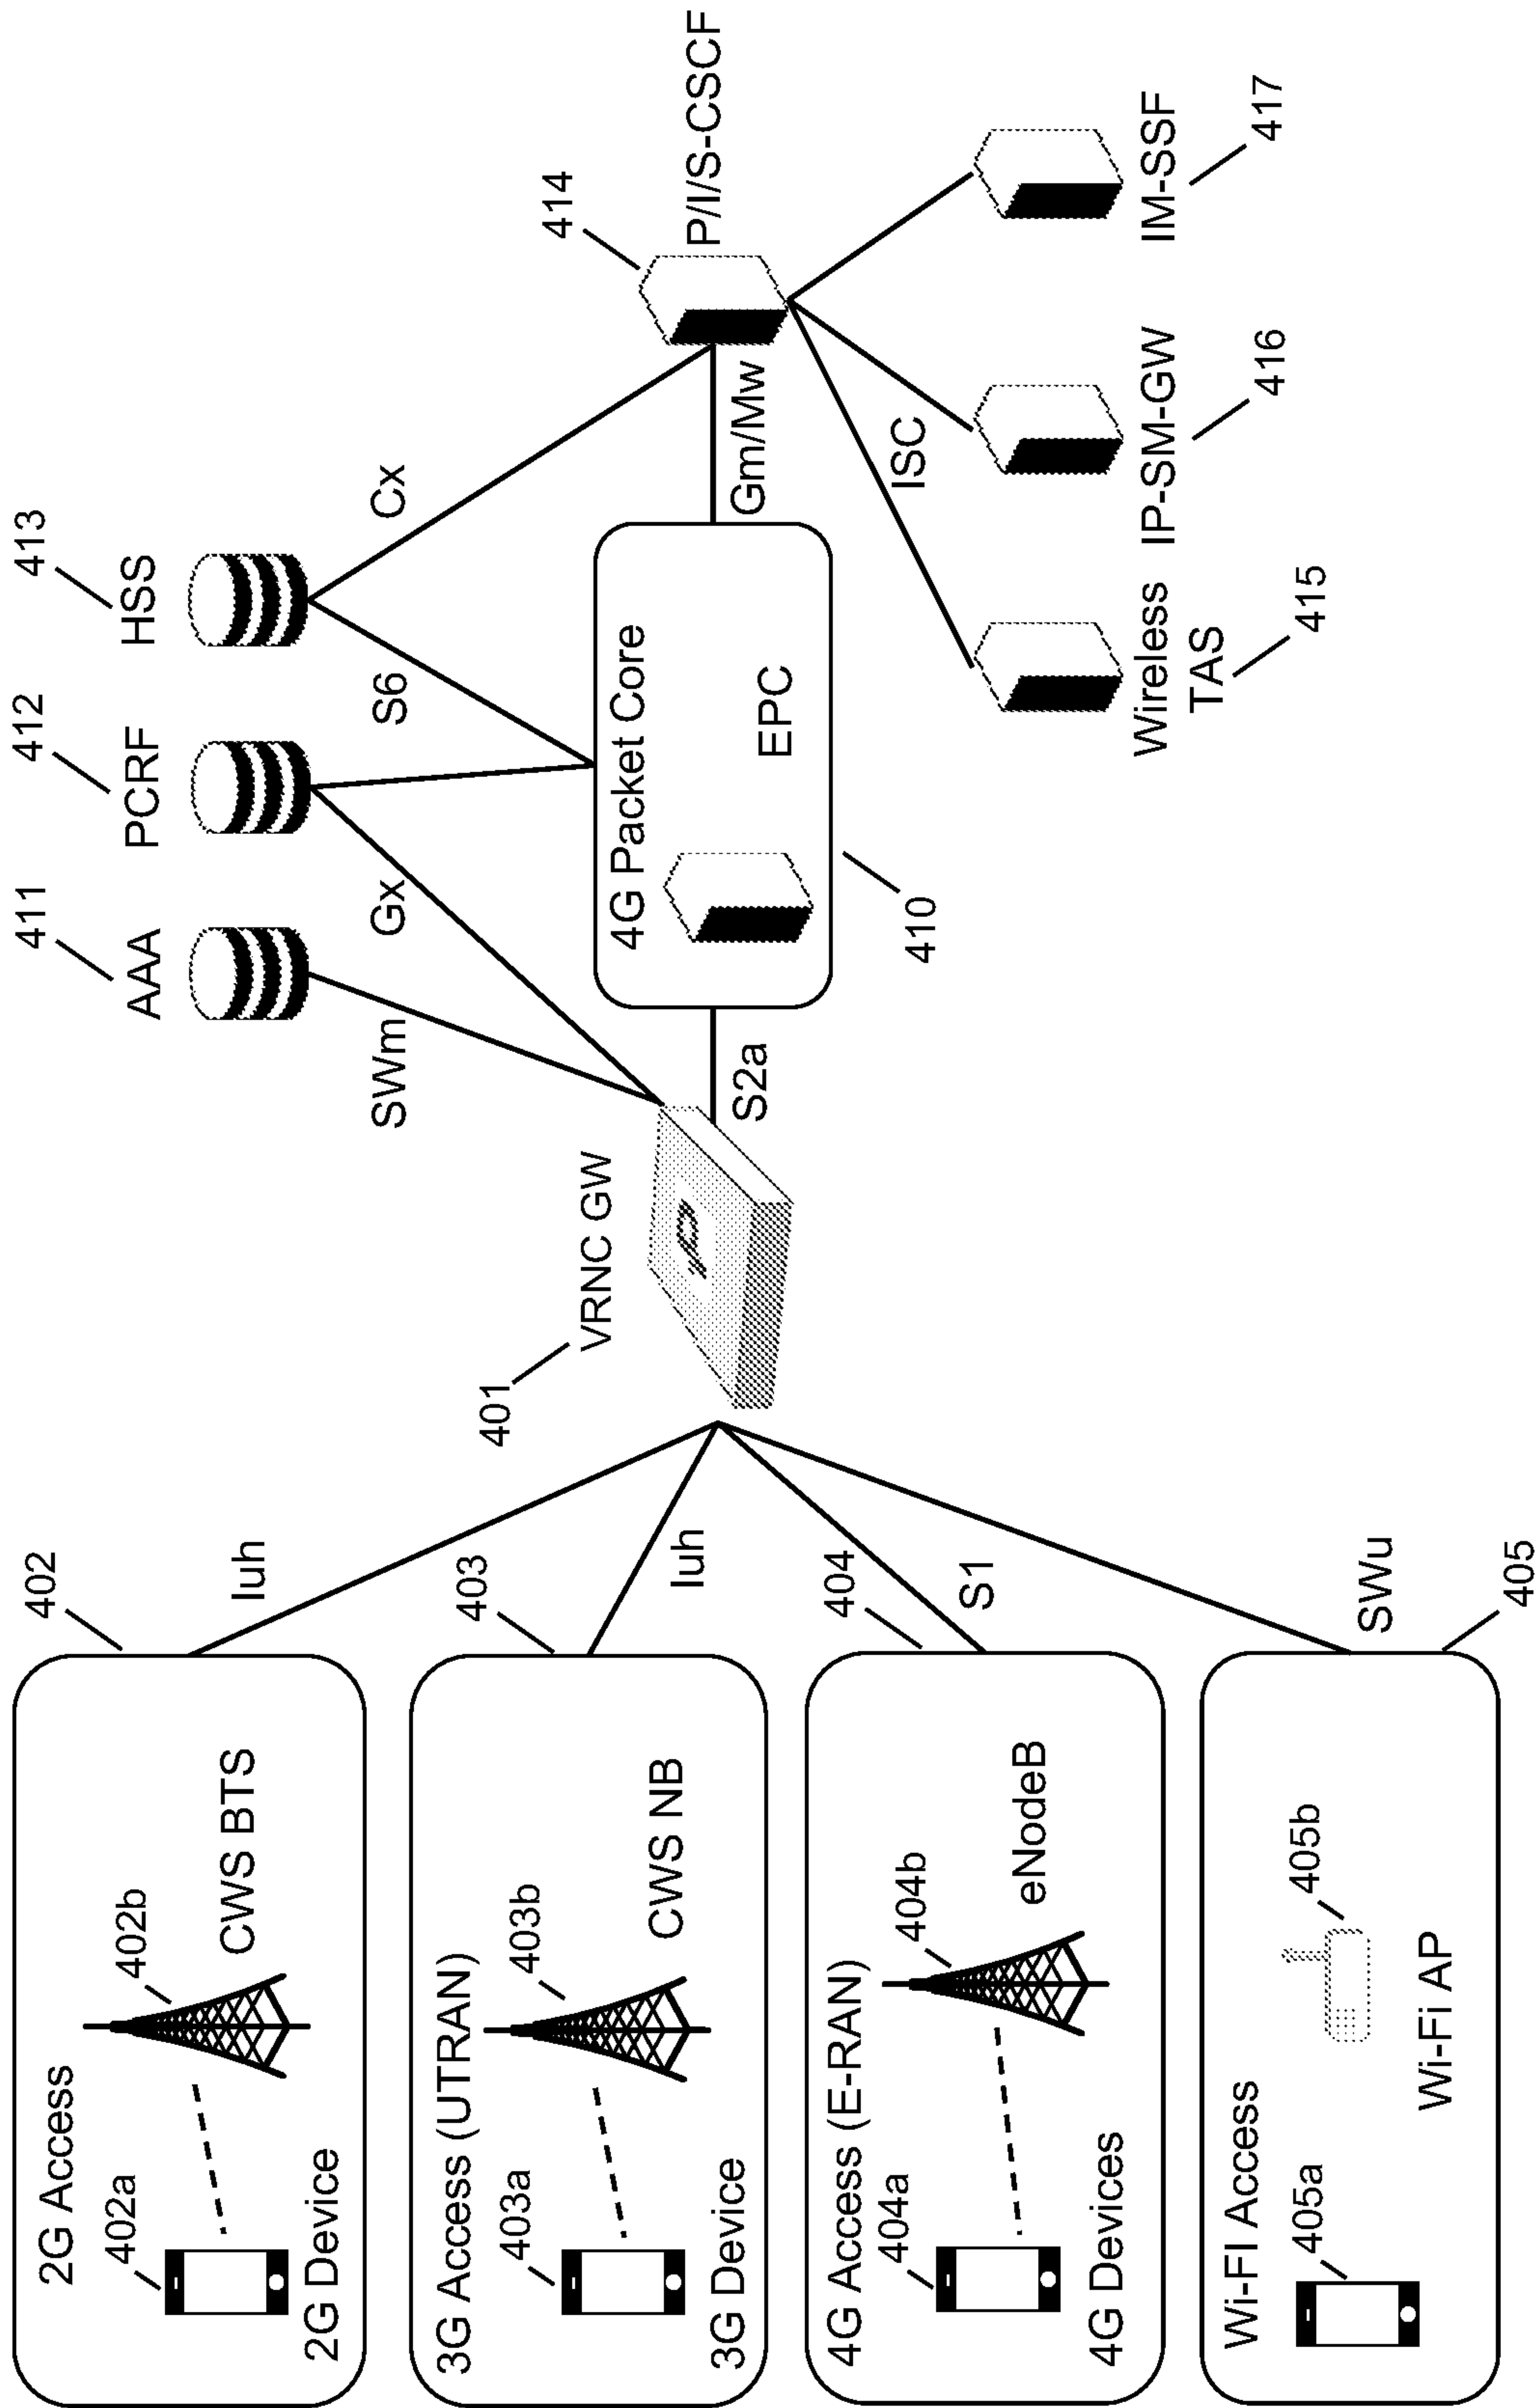 2G Access
402a
402b
2G Device
CWS BTS
402
Iuh
3G Access (UTRAN)
403a
403b
3G Device
CWS NB
403
Iuh
4G Access (E-RAN)
404a
404b
4G Devices
eNodeB
404
S1
Wi-FI Access
405a
405b
Wi-Fi AP
SWu
405
401
VRNC GW
SWm
S2a
Gx
411
AAA
412
PCRF
413
HSS
S6
Cx
4G Packet Core
EPC
410
Gm/Mw
414
P/I/S-CSCF
ISC
Wireless
TAS
415
IP-SM-GW
416
IM-SSF
417